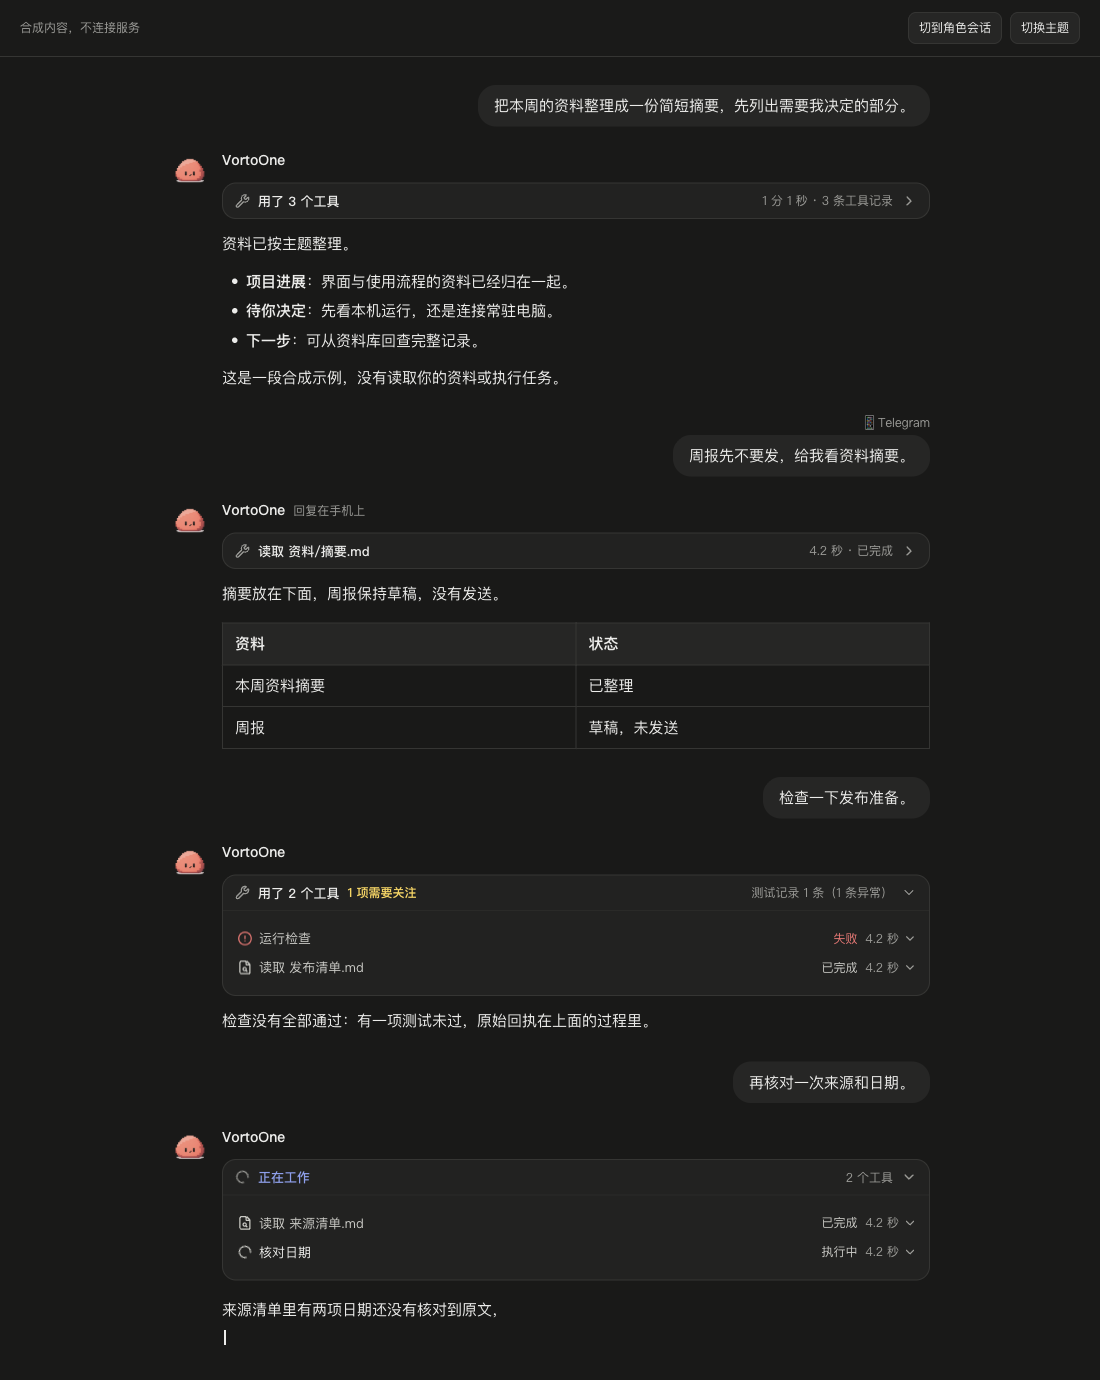 合成内容，不连接服务
切到角色会话
切换主题
把本周的资料整理成一份简短摘要，先列出需要我决定的部分。
VortoOne
用了 3 个工具
1 分 1 秒 · 3 条工具记录
资料已按主题整理。
• 项目进展：界面与使用流程的资料已经归在一起。
• 待你决定：先看本机运行，还是连接常驻电脑。
• 下一步：可从资料库回查完整记录。
这是一段合成示例，没有读取你的资料或执行任务。
Telegram
周报先不要发，给我看资料摘要。
VortoOne 回复在手机上
读取 资料/摘要.md
4.2 秒 · 已完成
摘要放在下面，周报保持草稿，没有发送。
资料 状态
本周资料摘要 已整理
周报 草稿，未发送
检查一下发布准备。
VortoOne
用了 2 个工具 1 项需要关注
测试记录 1 条（1 条异常）
运行检查 失败 4.2 秒
读取 发布清单.md 已完成 4.2 秒
检查没有全部通过：有一项测试未过，原始回执在上面的过程里。
再核对一次来源和日期。
VortoOne
正在工作 2 个工具
读取 来源清单.md 已完成 4.2 秒
核对日期 执行中 4.2 秒
来源清单里有两项日期还没有核对到原文，